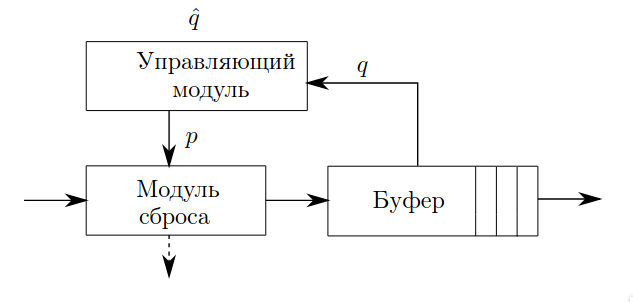 q̂
Управляющий
модуль
q
p
Модуль
сброса
Буфер